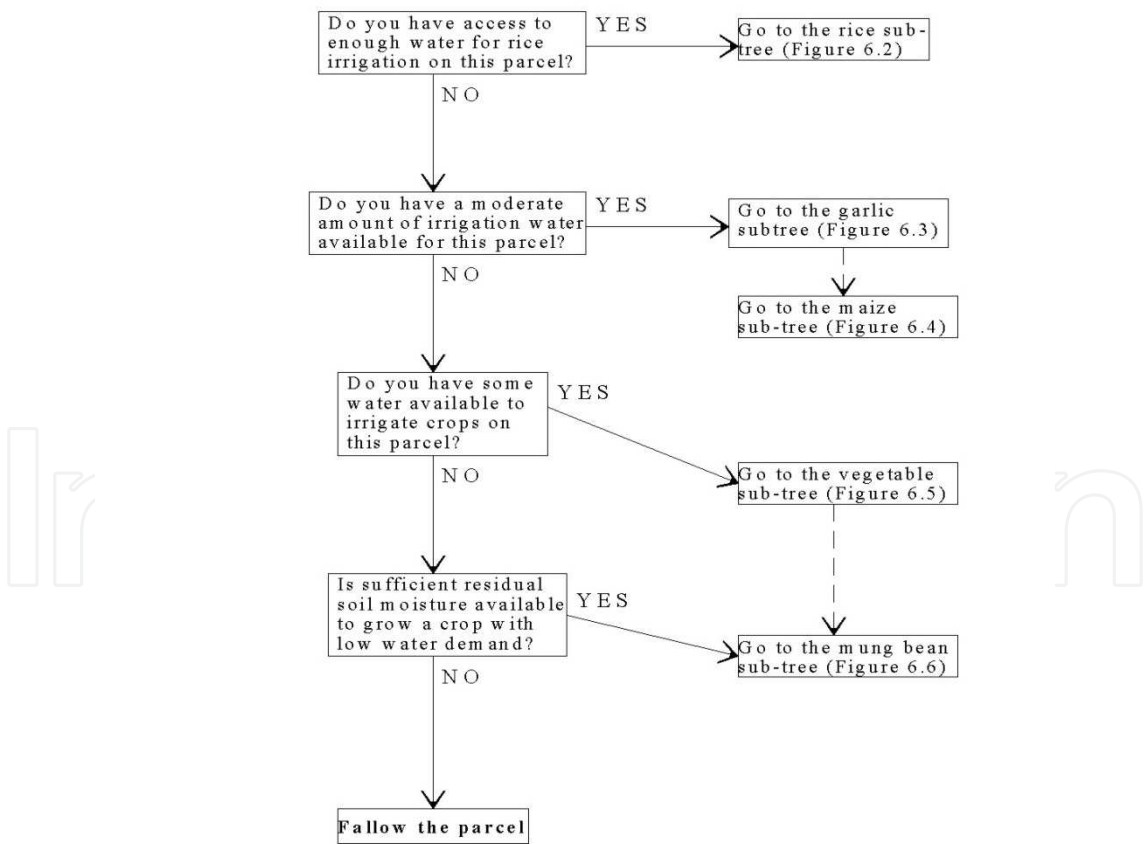 Do you have access to
enough water for rice
irrigation on this parcel?
YES
Go to the rice sub-
tree (Figure 6.2)
NO
Do you have a moderate
amount of irrigation water
available for this parcel?
YES
Go to the garlic
subtree (Figure 6.3)
NO
Go to the maize
sub-tree (Figure 6.4)
Do you have some
water available to
irrigate crops on
this parcel?
YES
NO
Go to the vegetable
sub-tree (Figure 6.5)
Is sufficient residual
soil moisture available
to grow a crop with
low water demand?
YES
Go to the mung bean
sub-tree (Figure 6.6)
NO
Fallow the parcel